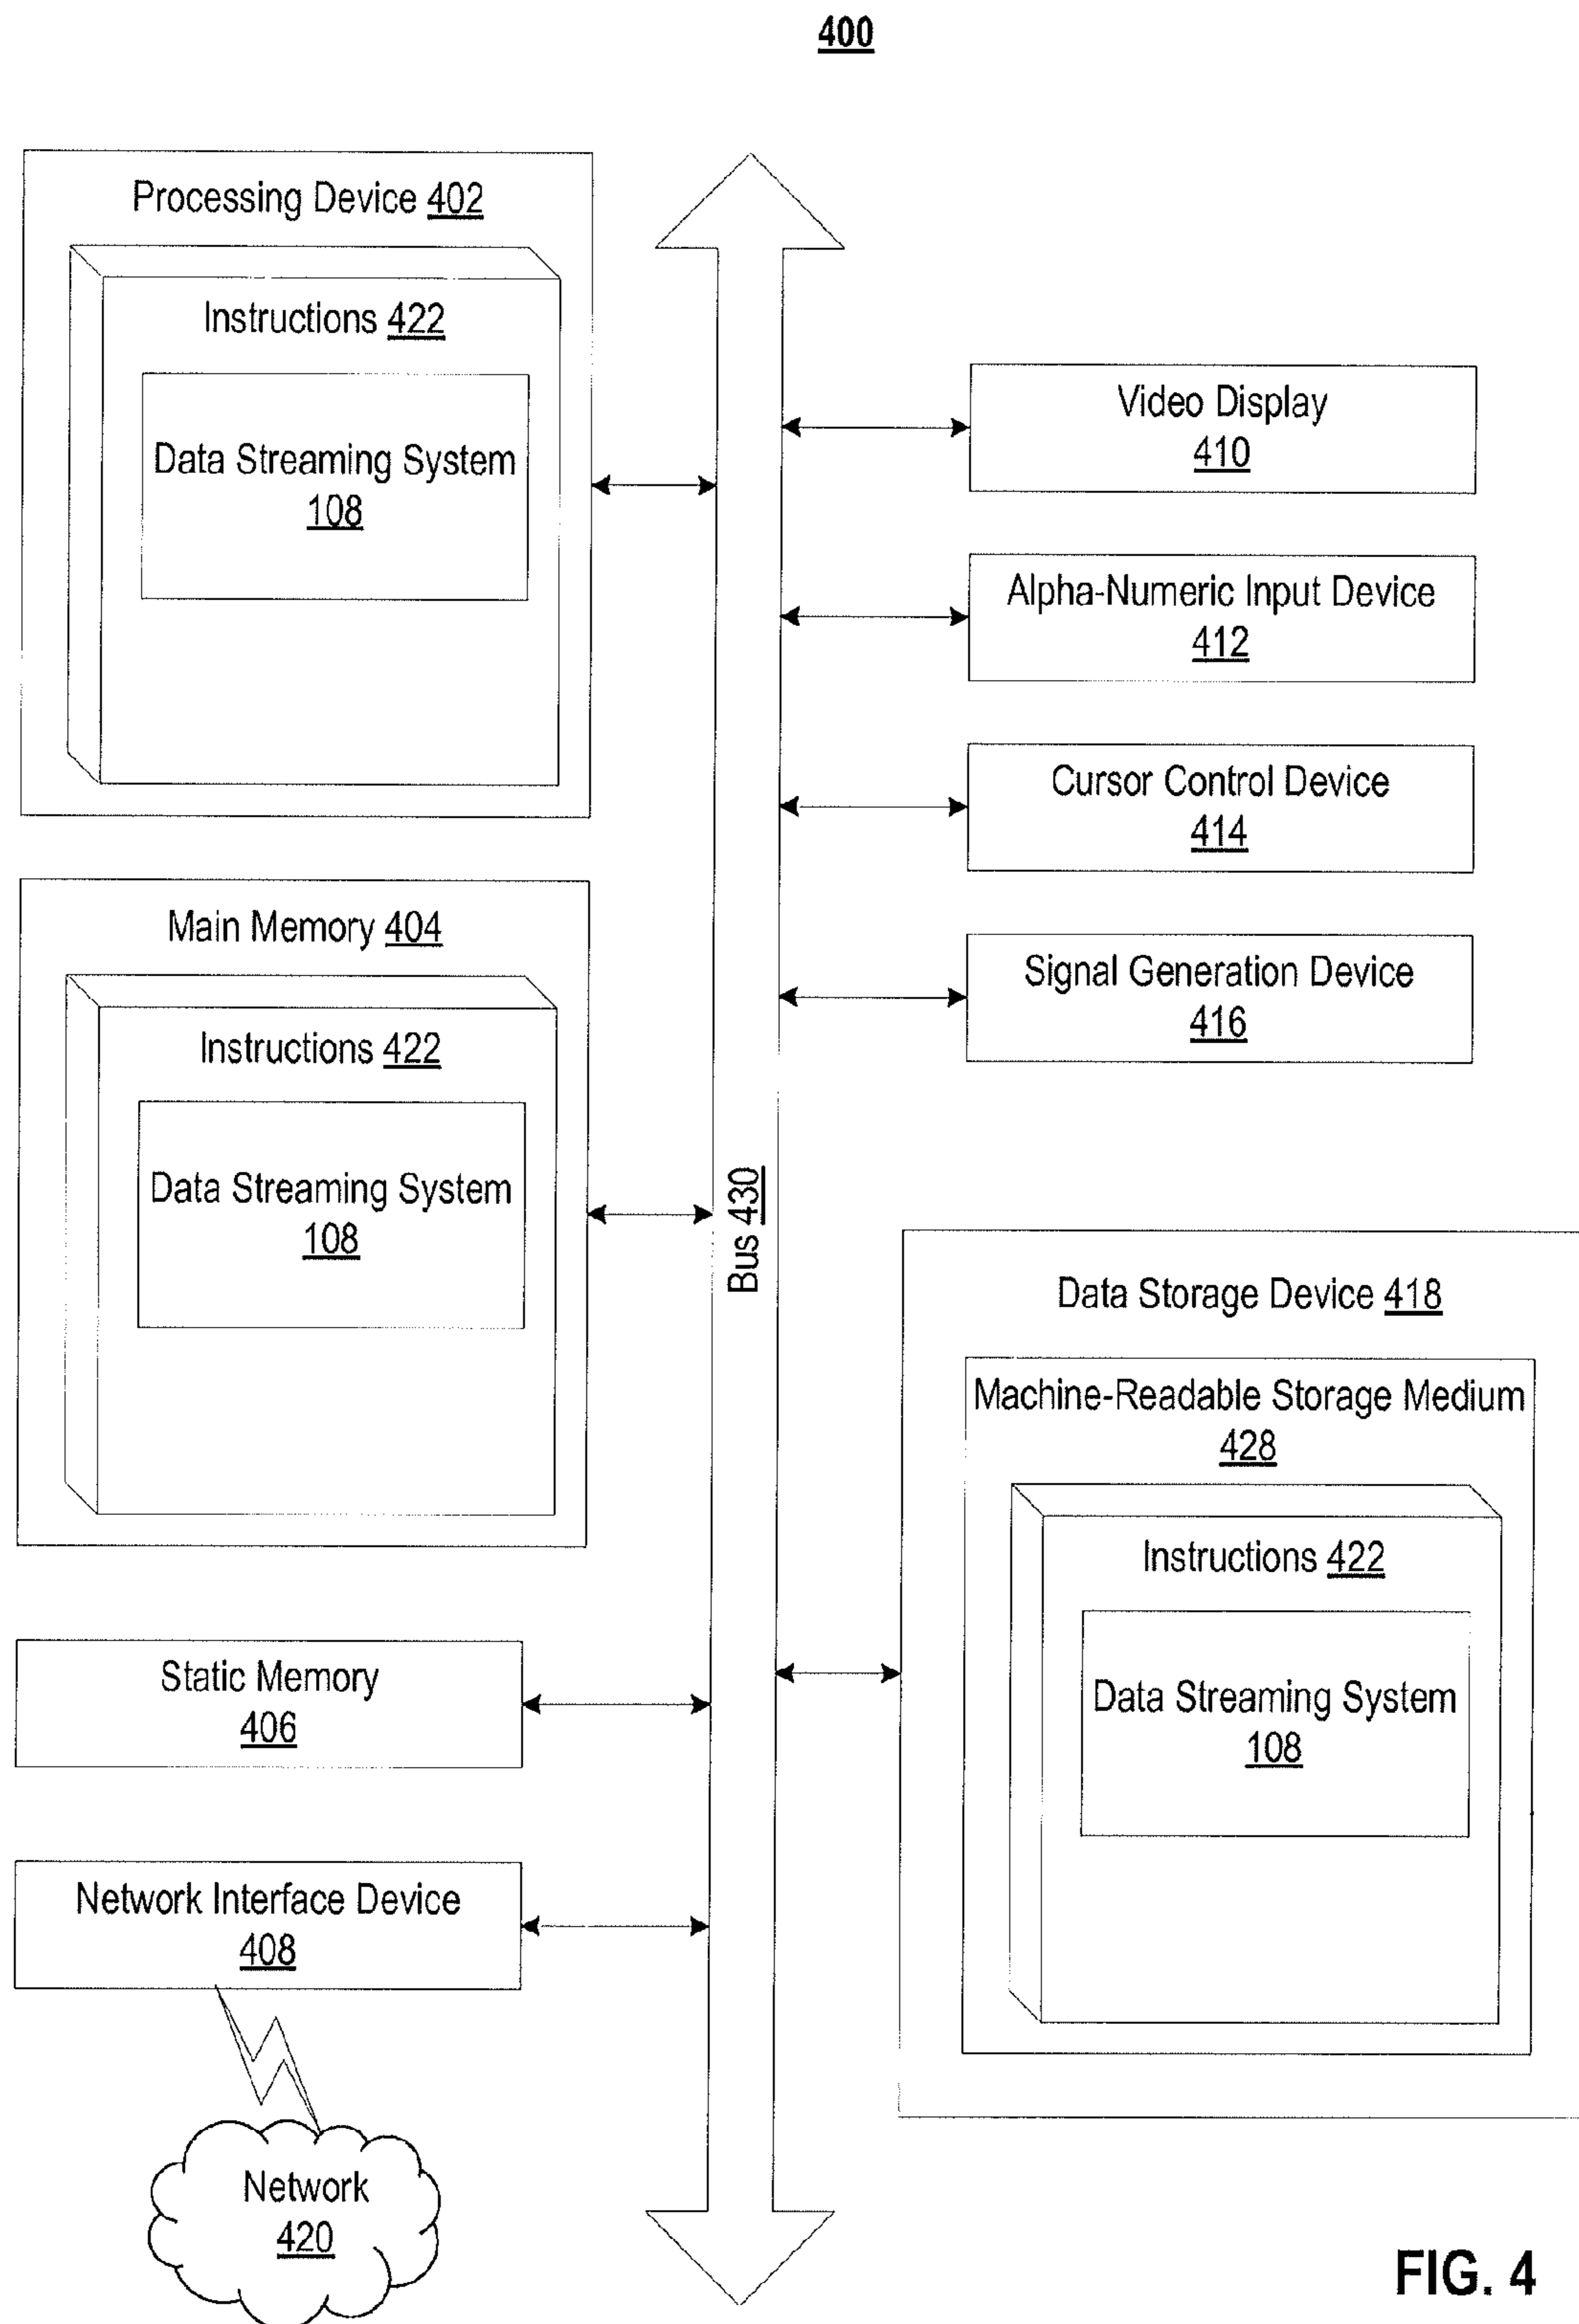 400
Processing Device 402
Instructions 422
Data Streaming System
108
Main Memory 404
Instructions 422
Data Streaming System
108
Static Memory
406
Network Interface Device
408
Network
420
Bus 430
Video Display
410
Alpha-Numeric Input Device
412
Cursor Control Device
414
Signal Generation Device
416
Data Storage Device 418
Machine-Readable Storage Medium
428
Instructions 422
Data Streaming System
108
FIG. 4